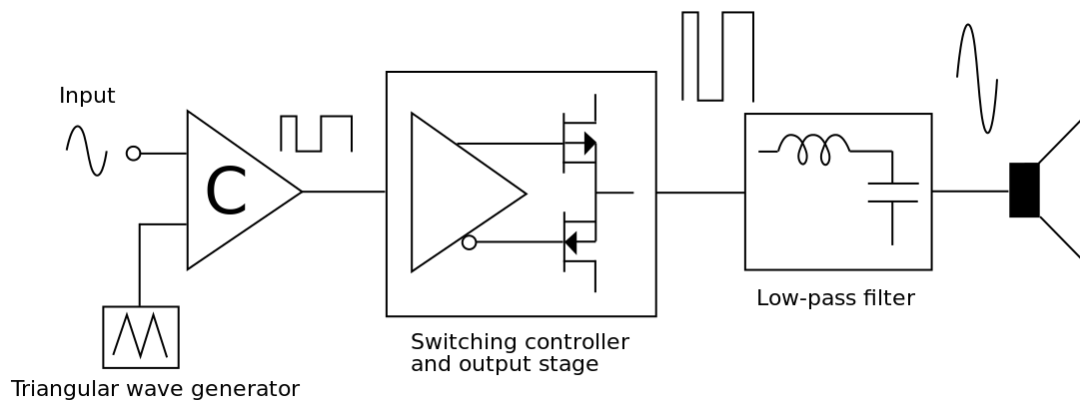 Input
C
Low-pass filter
Switching controller
and output stage
Triangular wave generator